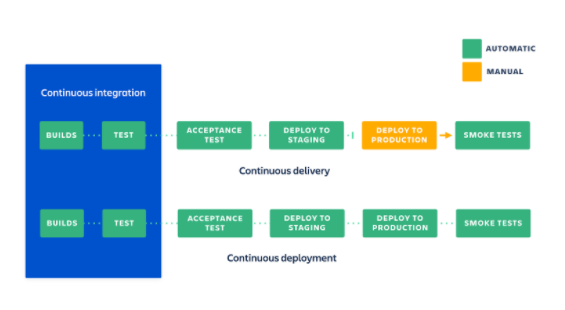 AUTOMATIC
MANUAL
Continuous integration
BUILDS
TEST
ACCEPTANCE
TEST
DEPLOY TO
STAGING
DEPLOY TO
PRODUCTION
SMOKE TESTS
Continuous delivery
BUILDS
TEST
ACCEPTANCE
TEST
DEPLOY TO
STAGING
DEPLOY TO
PRODUCTION
SMOKE TESTS
Continuous deployment